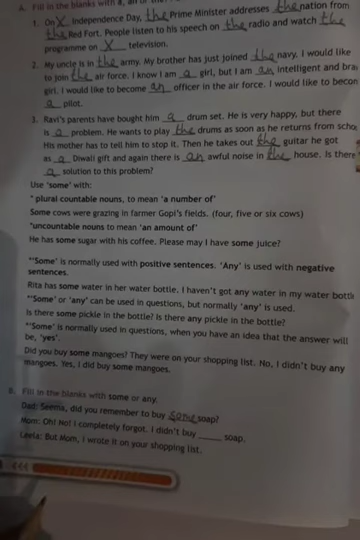 A. Fill in the blanks with a, an or
1. On X Independence Day, the Prime Minister addresses the nation from
the Red Fort. People listen to his speech on the radio and watch the
programme on X television.
2. My uncle is in the army. My brother has just joined the navy. I would like
to join the air force. I know I am a girl, but I am an intelligent and
girl. I would like to become an officer in the air force. I would like to
a pilot.
3. Ravi's parents have bought him a drum set. He is very happy, but there
is a problem. He wants to play the drums as soon as he returns from
His mother has to tell him to stop it. Then he takes out the guitar he got
as a Diwali gift and again there is an awful noise in the house. Is there
a solution to this problem?
Use 'some' with:
* plural countable nouns, to mean 'a number of'
Some cows were grazing in farmer Gopi's fields. (four, five or six cows)
*uncountable nouns to mean 'an amount of'
He has some sugar with his coffee. Please may I have some juice?
*'Some' is normally used with positive sentences. 'Any' is used with negative
sentences.
Rita has some water in her water bottle. I haven't got any water in my water
*'Some' or 'any' can be used in questions, but normally 'any' is used.
Is there some pickle in the bottle? Is there any pickle in the bottle?
*'Some' is normally used in questions, when you have an idea that the answer will
be, 'yes'.
Did you buy some mangoes? They were on your shopping list. No, I didn't buy any
mangoes. Yes, I did buy some mangoes.
B. Fill in the blanks with some or any.
Dad: Seema, did you remember to buy some soap?
Mom: Oh! No! I completely forgot. I didn't buy ____ soap.
Leela: But Mom, I wrote it on your shopping list.